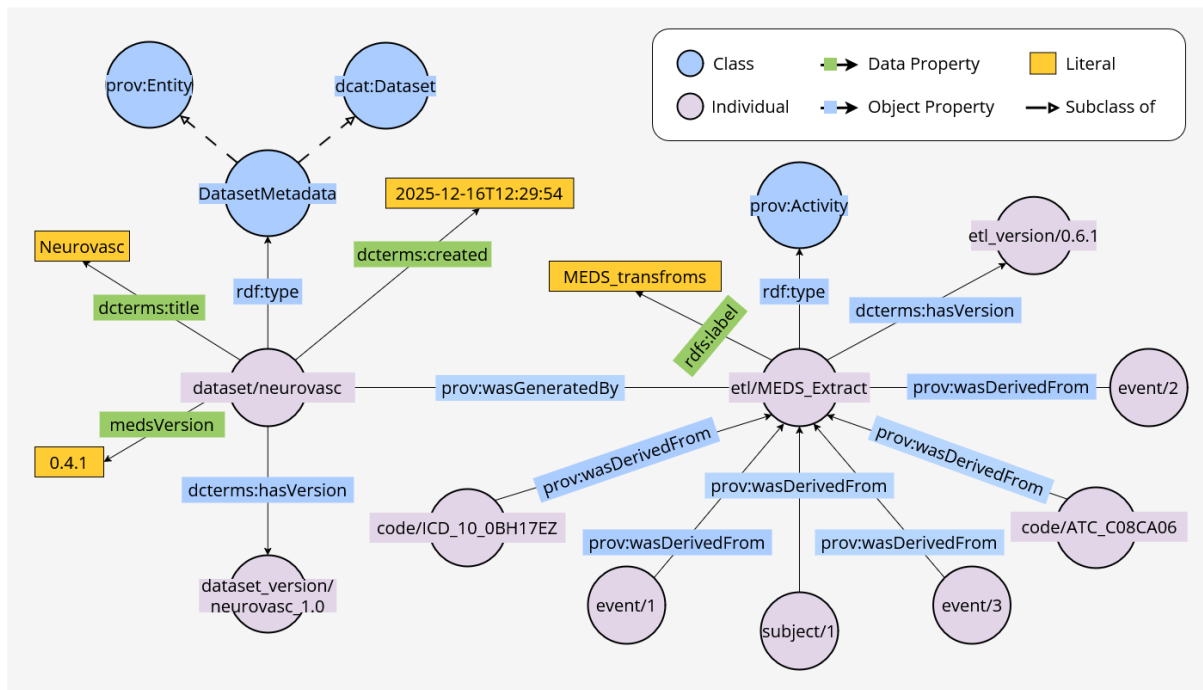 prov:Entity
dcat:Dataset
Class
Data Property
Literal
Individual
Object Property
Subclass of
DatasetMetadata
2025-12-16T12:29:54
prov:Activity
etl_version/0.6.1
Neurovasc
dcterms:created
MEDS_transfroms
dcterms:title
rdf:type
rdf:type
dcterms:hasVersion
rdfs:label
dataset/neurovasc
prov:wasGeneratedBy
etl/MEDS_Extract
prov:wasDerivedFrom
event/2
medsVersion
0.4.1
prov:wasDerivedFrom
prov:wasDerivedFrom
dcterms:hasVersion
prov:wasDerivedFrom
code/ICD_10_0BH17EZ
code/ATC_C08CA06
prov:wasDerivedFrom
prov:wasDerivedFrom
dataset_version/
neurovasc_1.0
event/1
subject/1
event/3